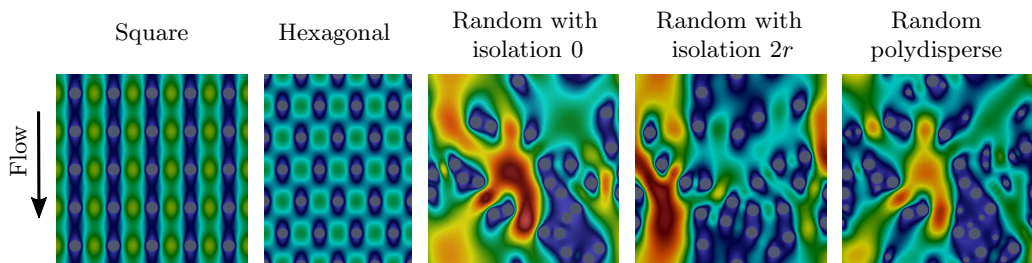 Square
Hexagonal
Random with
isolation 0
Random with
isolation 2r
Random
polydisperse
Flow